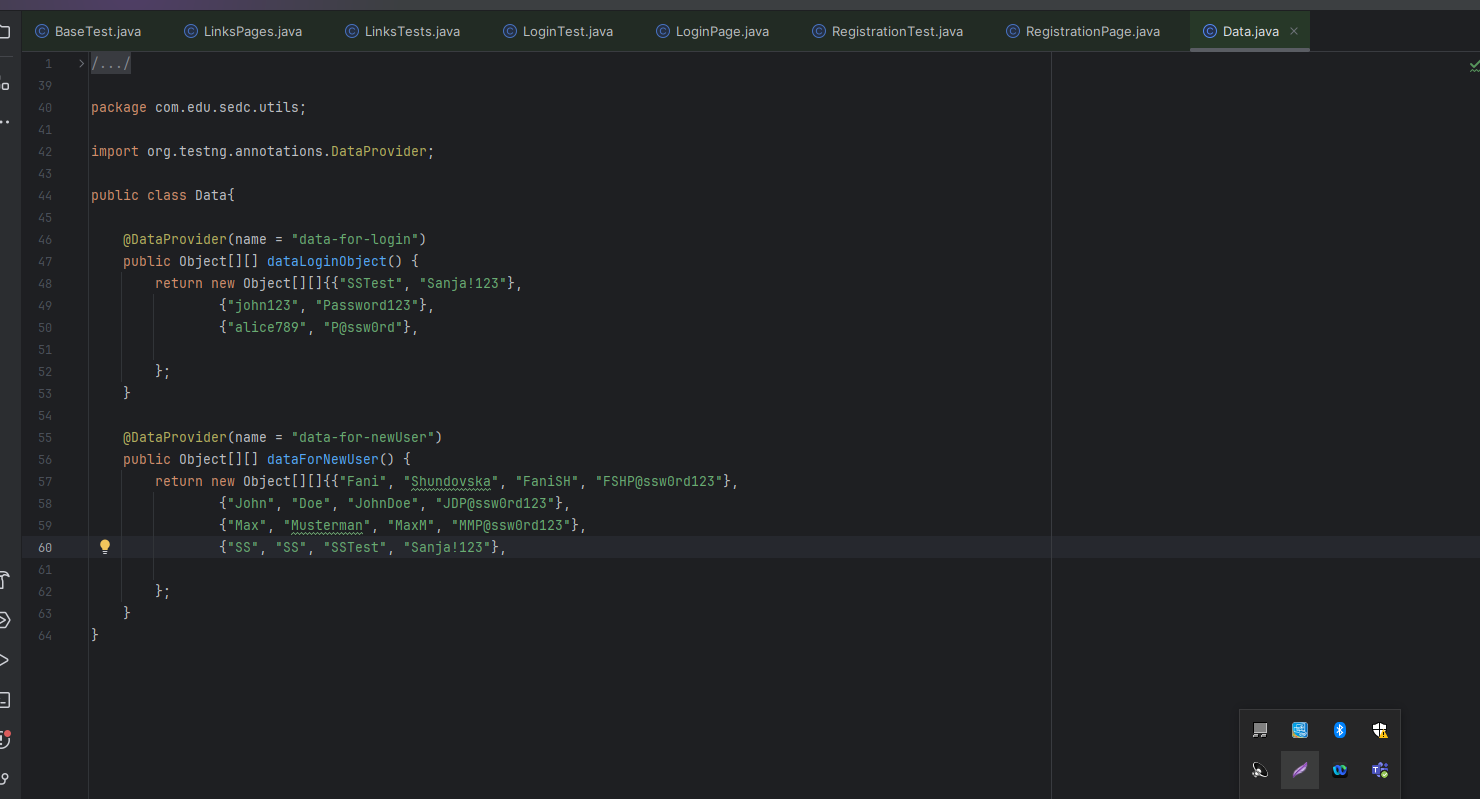 BaseTest.java LinksPages.java LinksTests.java LoginTest.java LoginPage.java RegistrationTest.java RegistrationPage.java Data.java
1 /.../
39
40 package com.edu.sedc.utils;
41
42 import org.testng.annotations.DataProvider;
43
44 public class Data{
45
46 @DataProvider(name = "data-for-login")
47 public Object[][] dataLoginObject() {
48 return new Object[][]{{"SSTest", "Sanja!123"},
49 {"john123", "Password123"},
50 {"alice789", "P@ssw0rd"},
51
52 };
53 }
54
55 @DataProvider(name = "data-for-newUser")
56 public Object[][] dataForNewUser() {
57 return new Object[][]{{"Fani", "Shundovska", "FaniSH", "FSHP@ssw0rd123"},
58 {"John", "Doe", "JohnDoe", "JDP@ssw0rd123"},
59 {"Max", "Musterman", "MaxM", "MMP@ssw0rd123"},
60 {"SS", "SS", "SSTest", "Sanja!123"},
61
62 };
63 }
64 }